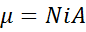 μ = NiA